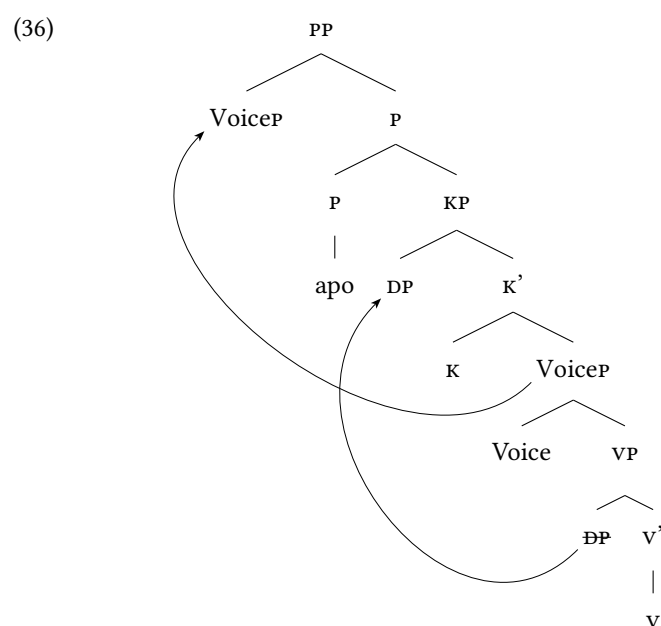 (36)
PP
VoiceP P
P KP
apo DP K’
K VoiceP
Voice VP
DP V’
V